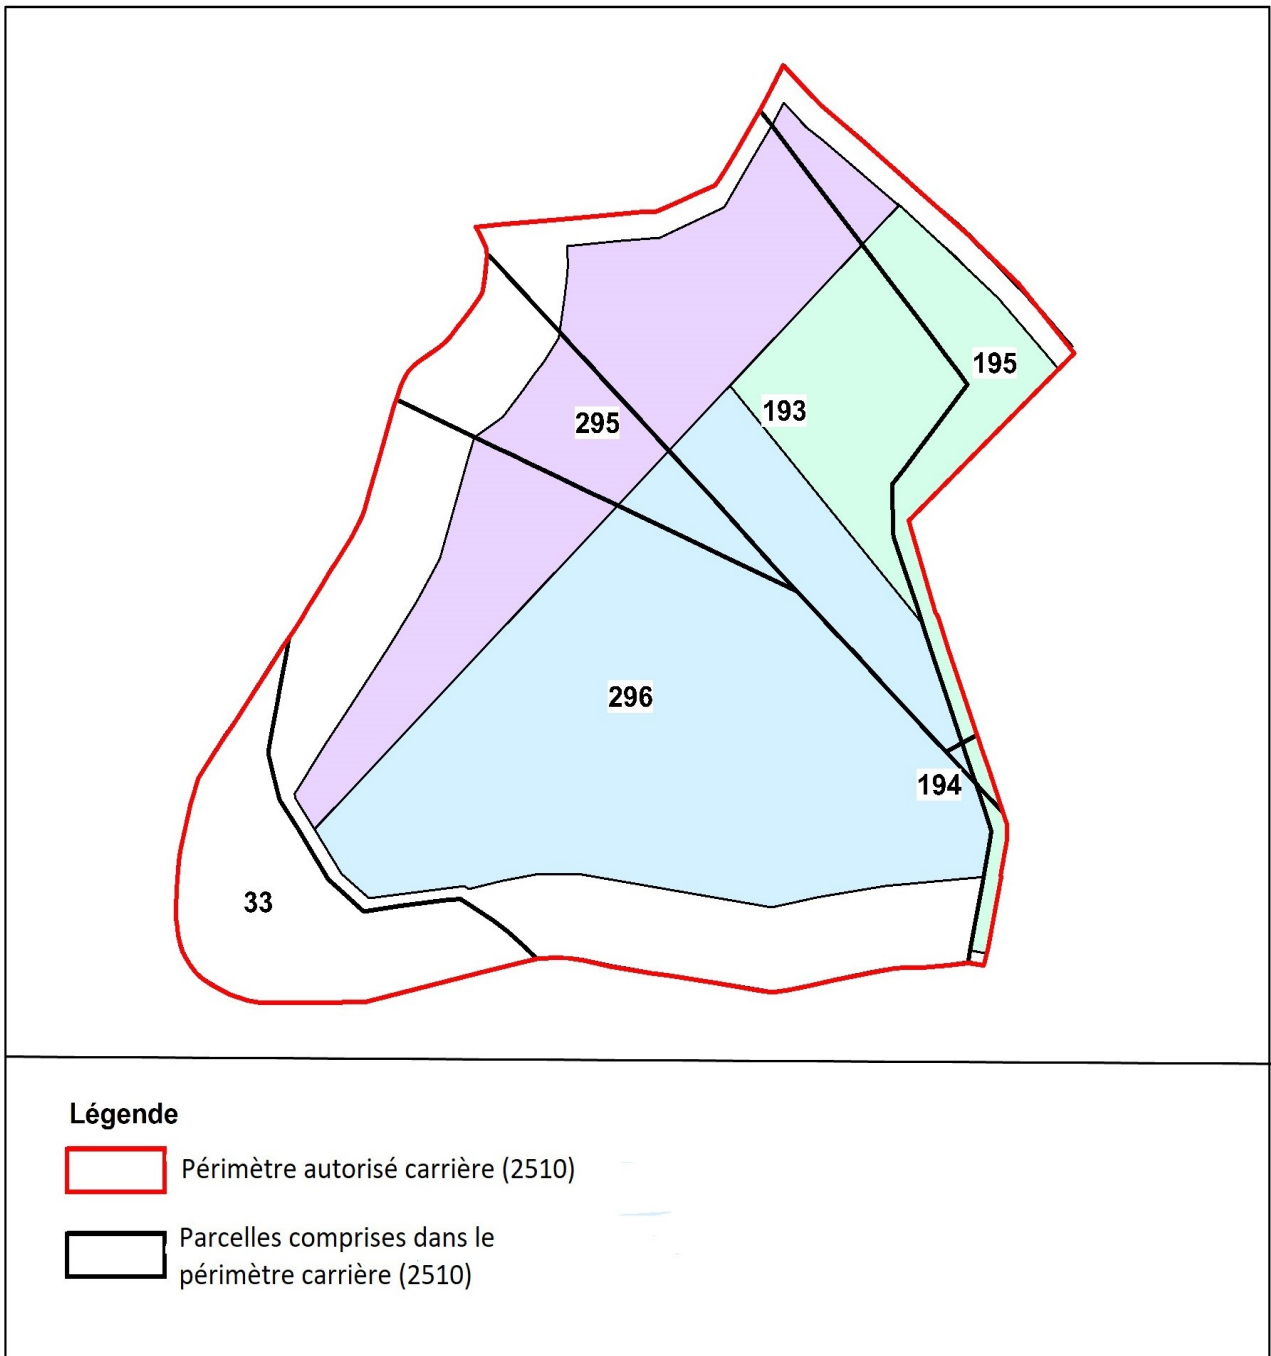 195
193
295
296
194
33
Légende
Périmètre autorisé carrière (2510)
Parcelles comprises dans le
périmètre carrière (2510)